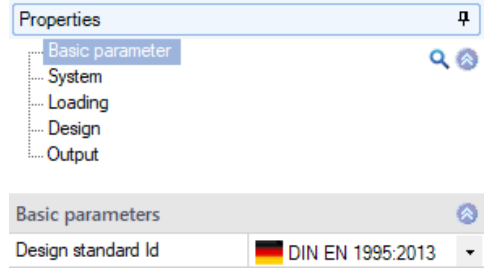 Properties
Basic parameter
System
Loading
Design
Output
Basic parameters
Design standard Id DIN EN 1995:2013